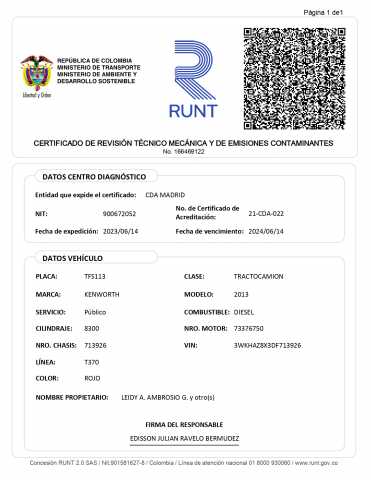 Página 1 de1
REPÚBLICA DE COLOMBIA
MINISTERIO DE TRANSPORTE
MINISTERIO DE AMBIENTE Y
DESARROLLO SOSTENIBLE
Libertad y Orden
RUNT
CERTIFICADO DE REVISIÓN TÉCNICO MECÁNICA Y DE EMISIONES CONTAMINANTES
No. 166469122
DATOS CENTRO DIAGNÓSTICO
Entidad que expide el certificado: CDA MADRID
NIT: 900672052 No. de Certificado de Acreditación: 21-CDA-022
Fecha de expedición: 2023/06/14 Fecha de vencimiento: 2024/06/14
DATOS VEHÍCULO
PLACA: TFS113 CLASE: TRACTOCAMION
MARCA: KENWORTH MODELO: 2013
SERVICIO: Público COMBUSTIBLE: DIESEL
CILINDRAJE: 8300 NRO. MOTOR: 73376750
NRO. CHASIS: 713926 VIN: 3WKHAZ8X3DF713926
LÍNEA: T370
COLOR: ROJO
NOMBRE PROPIETARIO: LEIDY A. AMBROSIO G. y otro(s)
FIRMA DEL RESPONSABLE
EDISSON JULIAN RAVELO BERMUDEZ
Concesión RUNT 2.0 SAS / Nit.901581627-8 / Colombia / Línea de atención nacional 01 8000 930060 / www.runt.gov.co